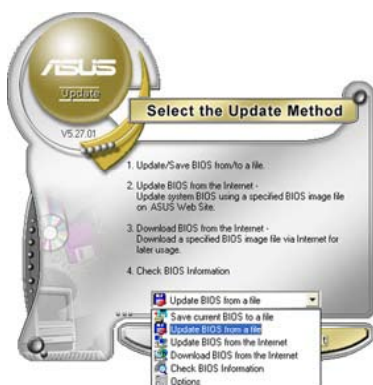 ASUS
Update
V5.27.01
Select the Update Method
1. Update/Save BIOS from/to a file.
2. Update BIOS from the Internet -
Update system BIOS using a specified BIOS image file
on ASUS Web Site.
3. Download BIOS from the Internet -
Download a specified BIOS image file via Internet for
later usage.
4. Check BIOS Information
Update BIOS from a file
Save current BIOS to a file
Update BIOS from a file
Update BIOS from the Internet
Download BIOS from the Internet
Check BIOS Information
Options